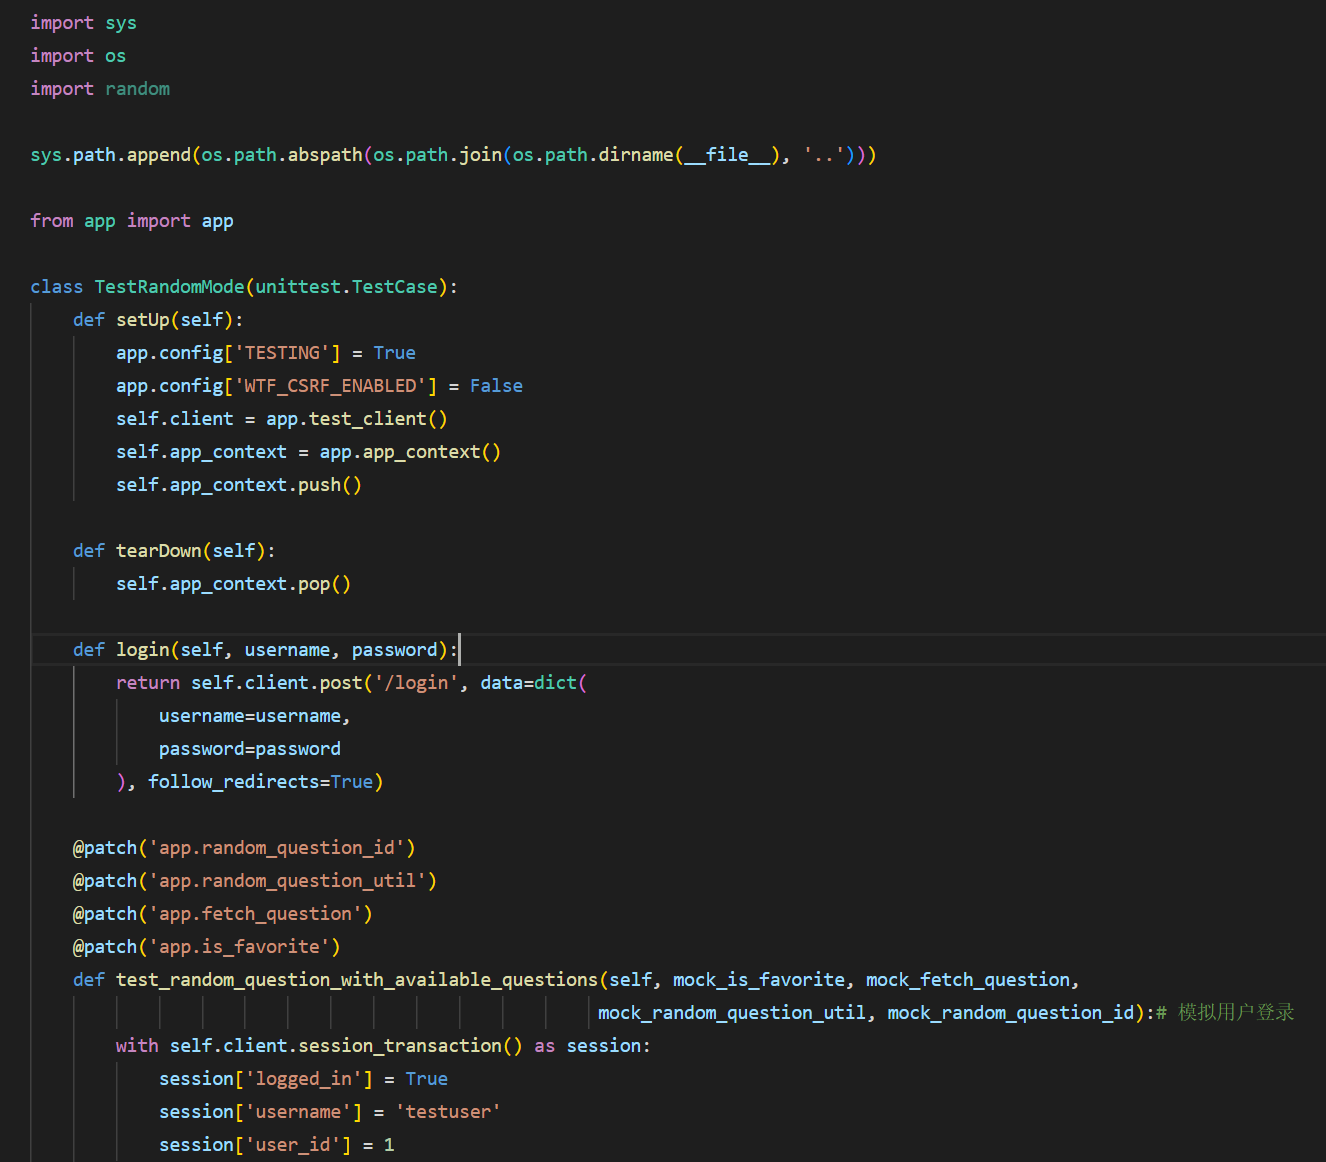 import sys
import os
import random
sys.path.append(os.path.abspath(os.path.join(os.path.dirname(__file__), '..')))
from app import app
class TestRandomMode(unittest.TestCase):
def setUp(self):
app.config['TESTING'] = True
app.config['WTF_CSRF_ENABLED'] = False
self.client = app.test_client()
self.app_context = app.app_context()
self.app_context.push()
def tearDown(self):
self.app_context.pop()
def login(self, username, password):
return self.client.post('/login', data=dict(
username=username,
password=password
), follow_redirects=True)
@patch('app.random_question_id')
@patch('app.random_question_util')
@patch('app.fetch_question')
@patch('app.is_favorite')
def test_random_question_with_available_questions(self, mock_is_favorite, mock_fetch_question,
mock_random_question_util, mock_random_question_id):# 模拟用户登录
with self.client.session_transaction() as session:
session['logged_in'] = True
session['username'] = 'testuser'
session['user_id'] = 1